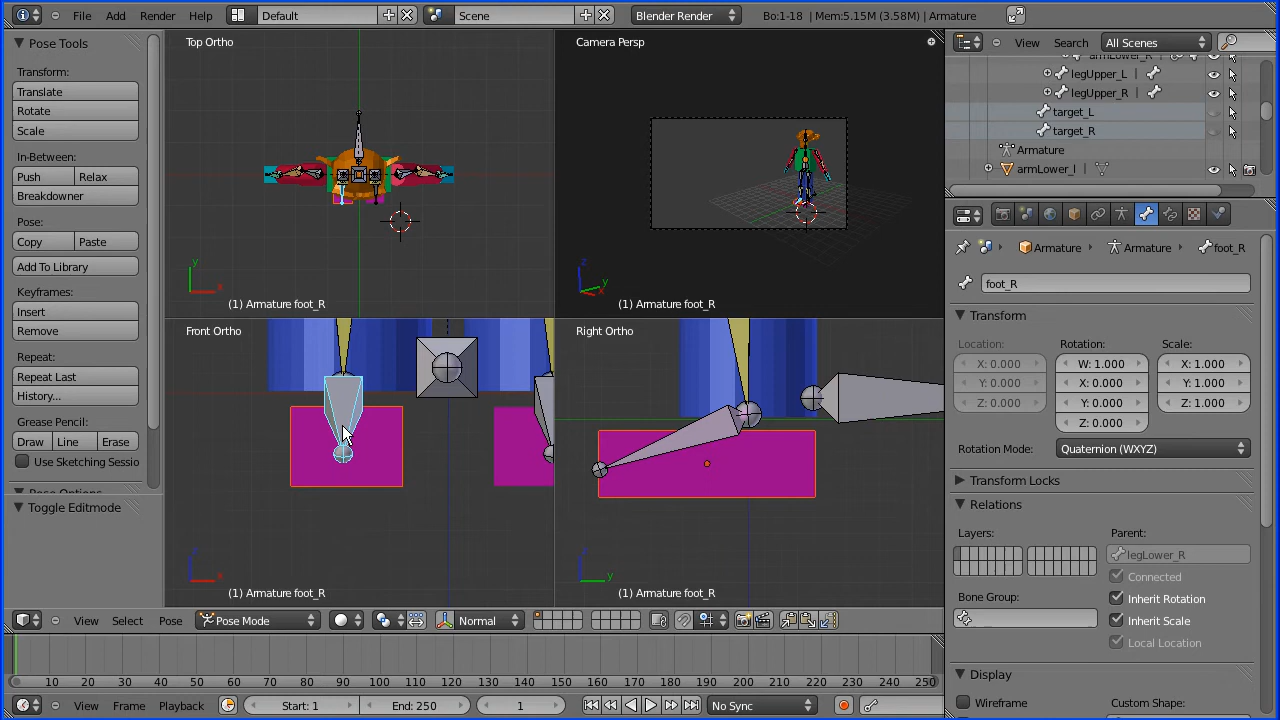 File Add Render Help Default Scene Blender Render Bo:1-18 | Mem:5.15M (3.58M) | Armature
Pose Tools
Transform:
Translate
Rotate
Scale
In-Between:
Push Relax
Breakdowner
Pose:
Copy Paste
Add To Library
Keyframes:
Insert
Remove
Repeat:
Repeat Last
History...
Grease Pencil:
Draw Line Erase
Use Sketching Sessio
Pose Options
Toggle Editmode
Top Ortho
y
x
(1) Armature foot_R
Camera Persp
z
y
x
(1) Armature foot_R
Front Ortho
z
x
(1) Armature foot_R
Right Ortho
z
y
(1) Armature foot_R
View Select Pose Pose Mode Normal
10 20 30 40 50 60 70 80 90 100 110 120 130 140 150 160 170 180 190 200 210 220 230 240 250
View Frame Playback Start: 1 End: 250 1 No Sync
View Search All Scenes
armLower_R
legUpper_L
legUpper_R
target_L
target_R
Armature
armLower_l
Armature Armature foot_R
foot_R
Transform
Location: Rotation: Scale:
X: 0.000 W: 1.000 X: 1.000
Y: 0.000 X: 0.000 Y: 1.000
Z: 0.000 Y: 0.000 Z: 1.000
Z: 0.000
Rotation Mode: Quaternion (WXYZ)
Transform Locks
Relations
Layers: Parent:
legLower_R
Connected
Bone Group: Inherit Rotation
Inherit Scale
Local Location
Display
Wireframe Custom Shape: